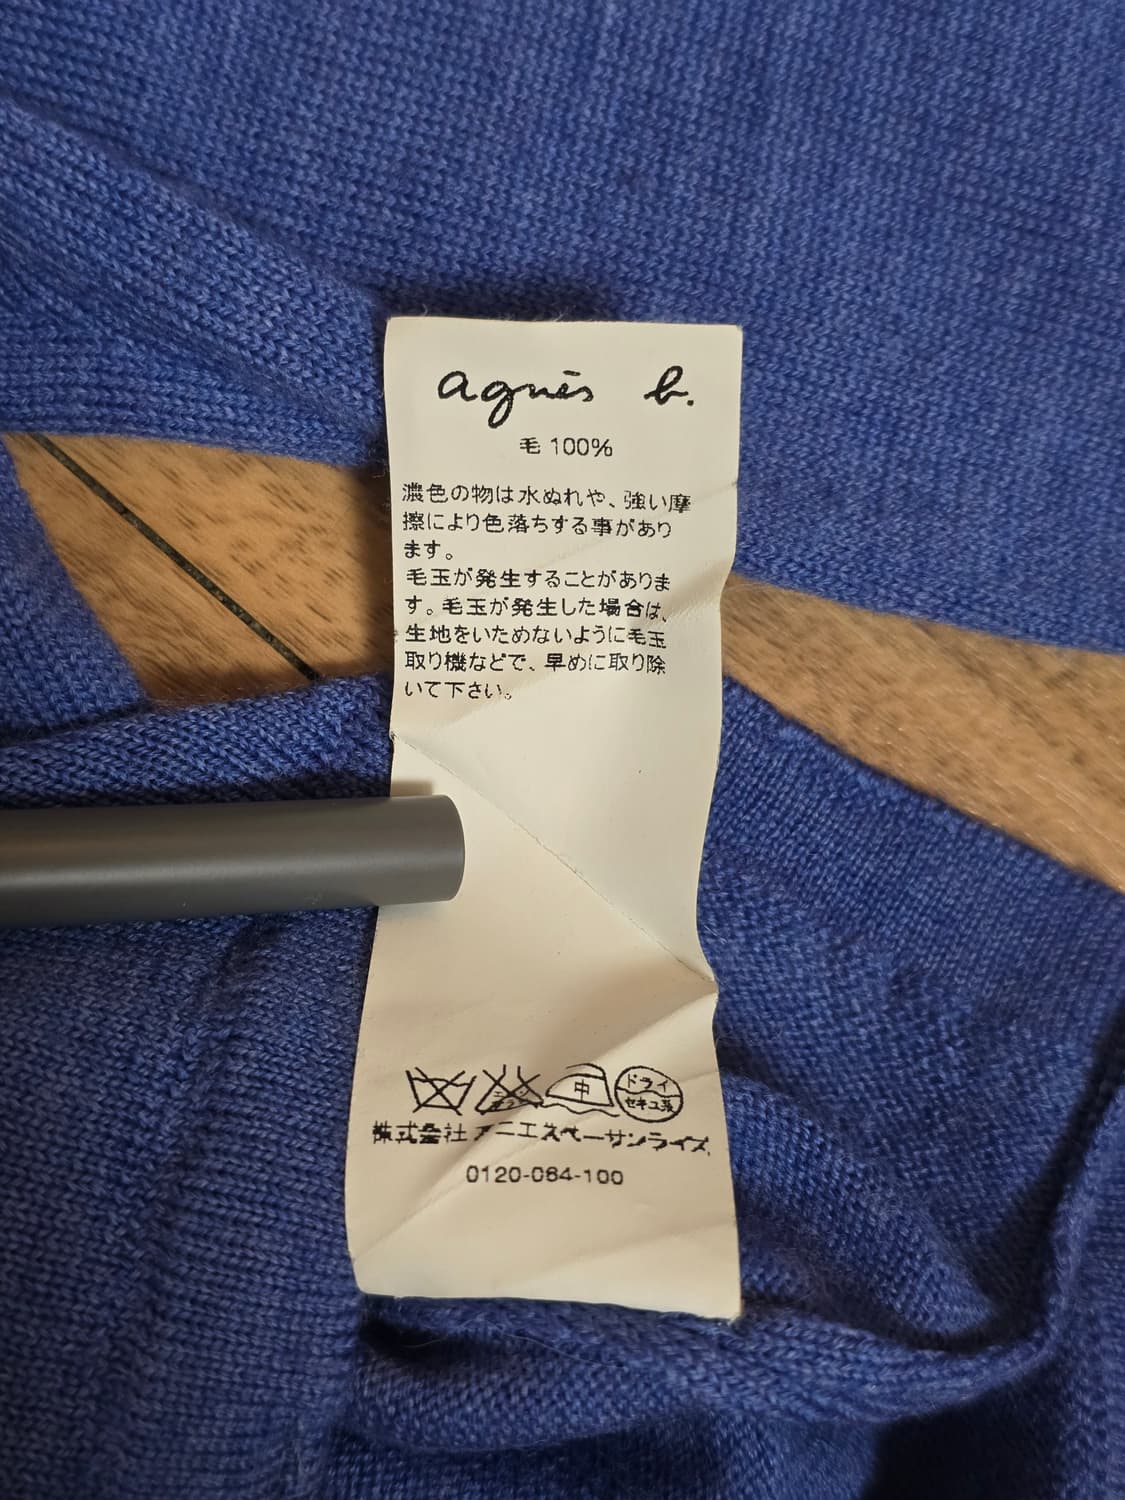 agnès b.
毛 100%
濃色の物は水ぬれや、強い摩
擦により色落ちする事があり
ます。
毛玉が発生することがありま
す。毛玉が発生した場合は、
生地をいためないように毛玉
取り機などで、早めに取り除
いて下さい。
中
ドライ
セキユ系
株式会社 アニエスベーサンライズ
0120-084-100